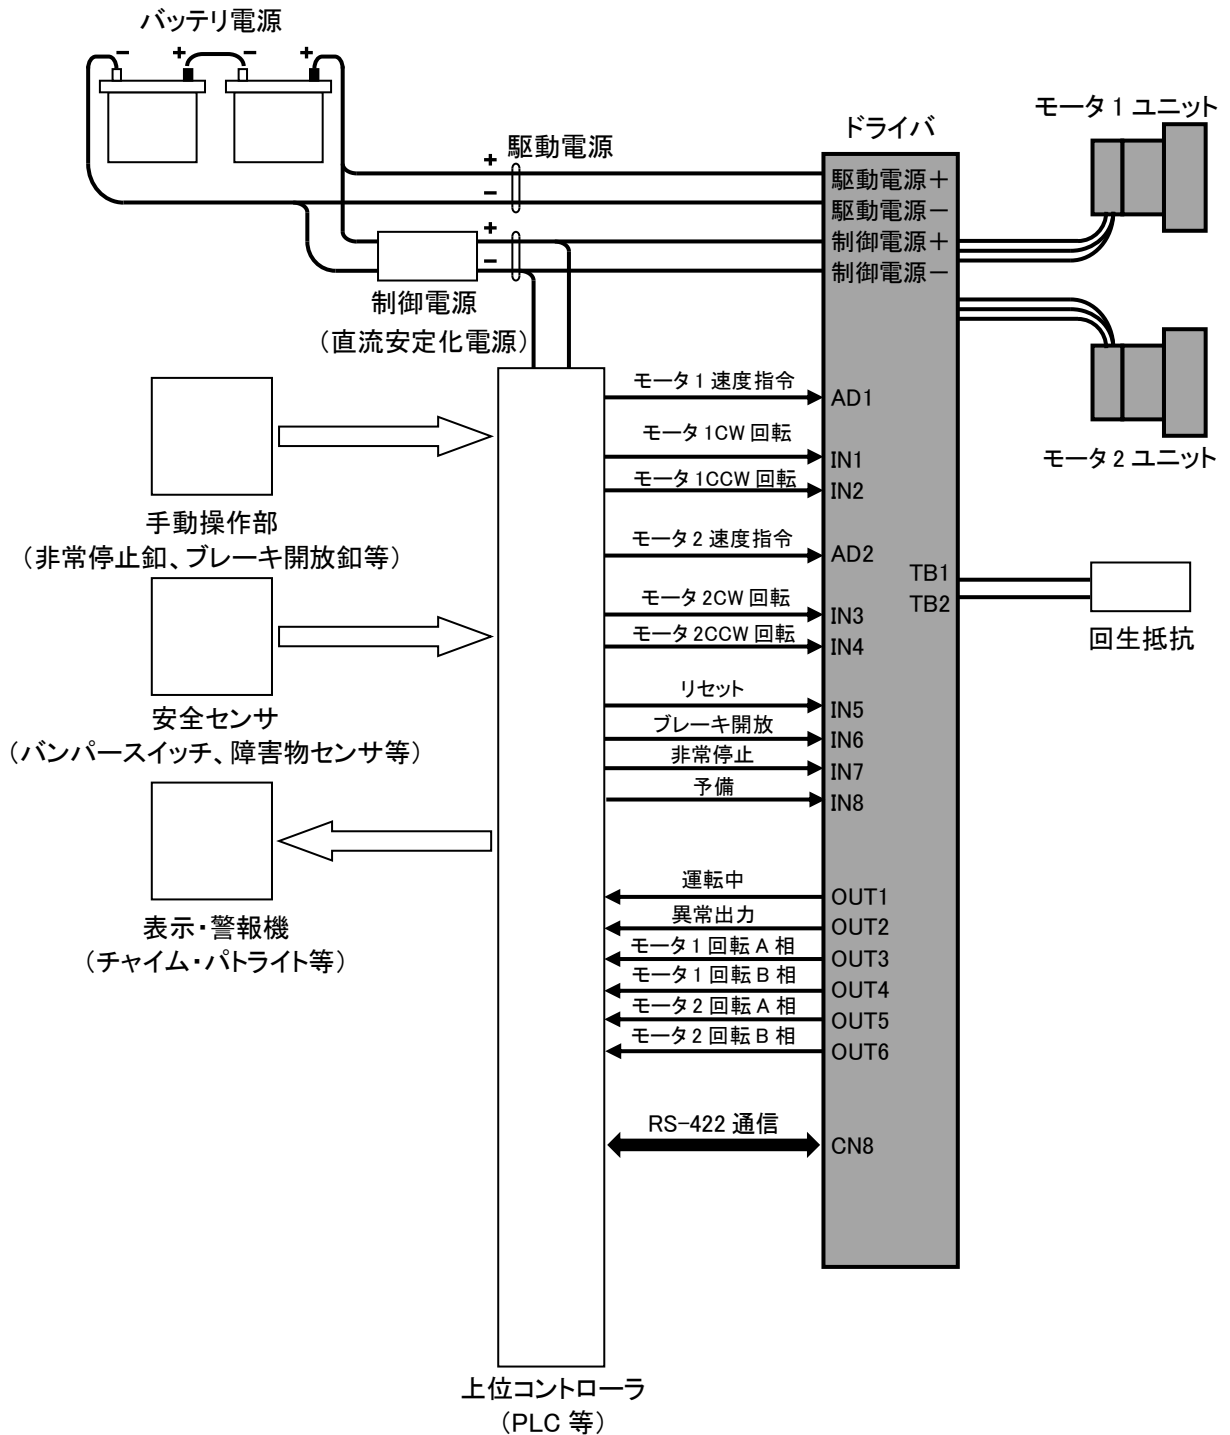 バッテリ電源
− + − +
モータ1 ユニット
ドライバ
+ 駆動電源
−
駆動電源+
駆動電源−
制御電源+
制御電源−
+
−
制御電源
(直流安定化電源)
モータ2 ユニット
モータ1 速度指令
AD1
モータ 1CW 回転
IN1
モータ 1CCW 回転
IN2
手動操作部
(非常停止釦、ブレーキ開放釦等)
モータ2 速度指令
AD2
TB1
TB2
回生抵抗
モータ 2CW 回転
IN3
モータ 2CCW 回転
IN4
安全センサ
(バンパースイッチ、障害物センサ等)
リセット
IN5
ブレーキ開放
IN6
非常停止
IN7
予備
IN8
表示・警報機
(チャイム・パトライト等)
運転中
OUT1
異常出力
OUT2
モータ1 回転 A 相
OUT3
モータ1 回転 B 相
OUT4
モータ2 回転 A 相
OUT5
モータ2 回転 B 相
OUT6
RS-422 通信
CN8
上位コントローラ
(PLC 等)